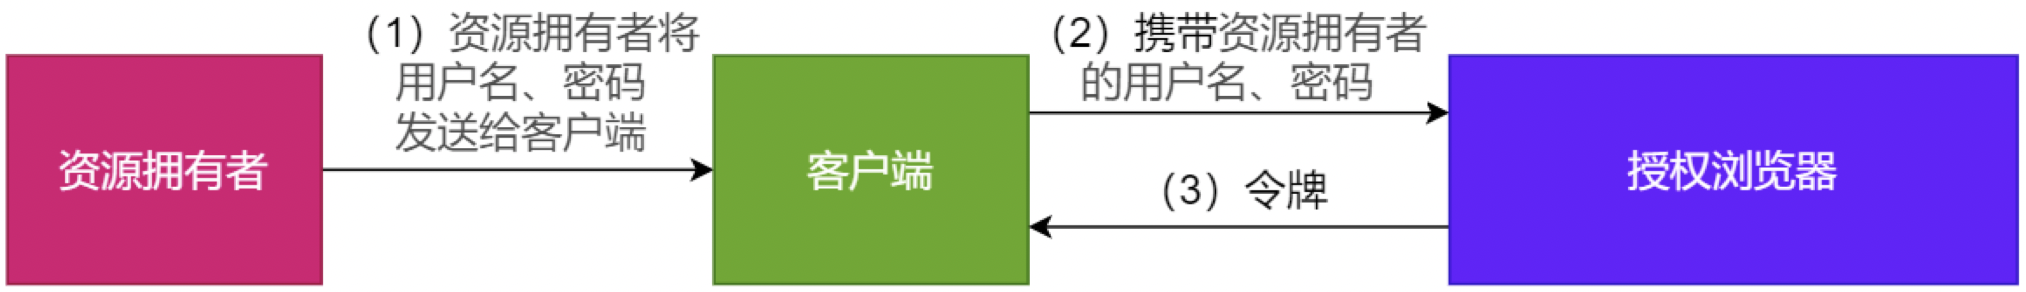 （1）资源拥有者将
用户名、密码
发送给客户端
（2）携带资源拥有者
的用户名、密码
资源拥有者
客户端
授权浏览器
（3）令牌